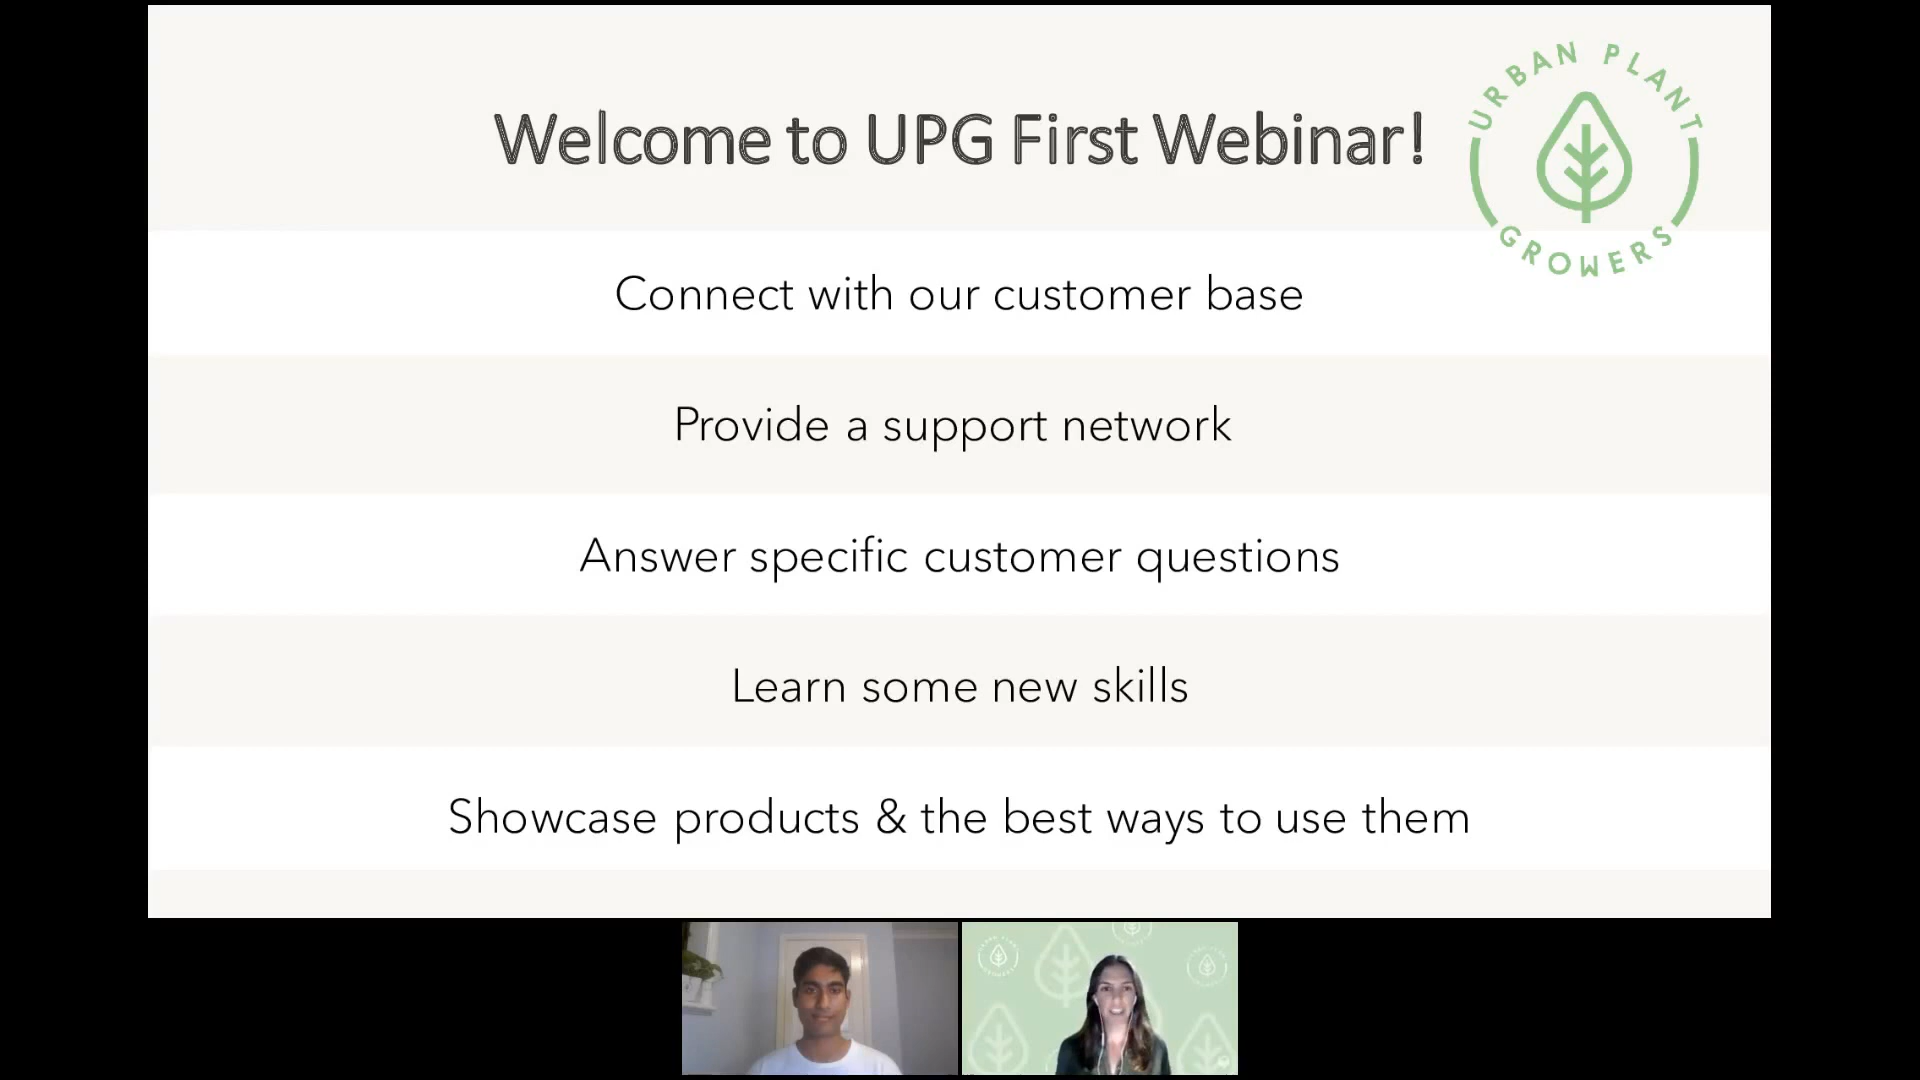 URBAN PLANT
GROWERS
Welcome to UPG First Webinar!
Connect with our customer base
Provide a support network
Answer specific customer questions
Learn some new skills
Showcase products & the best ways to use them